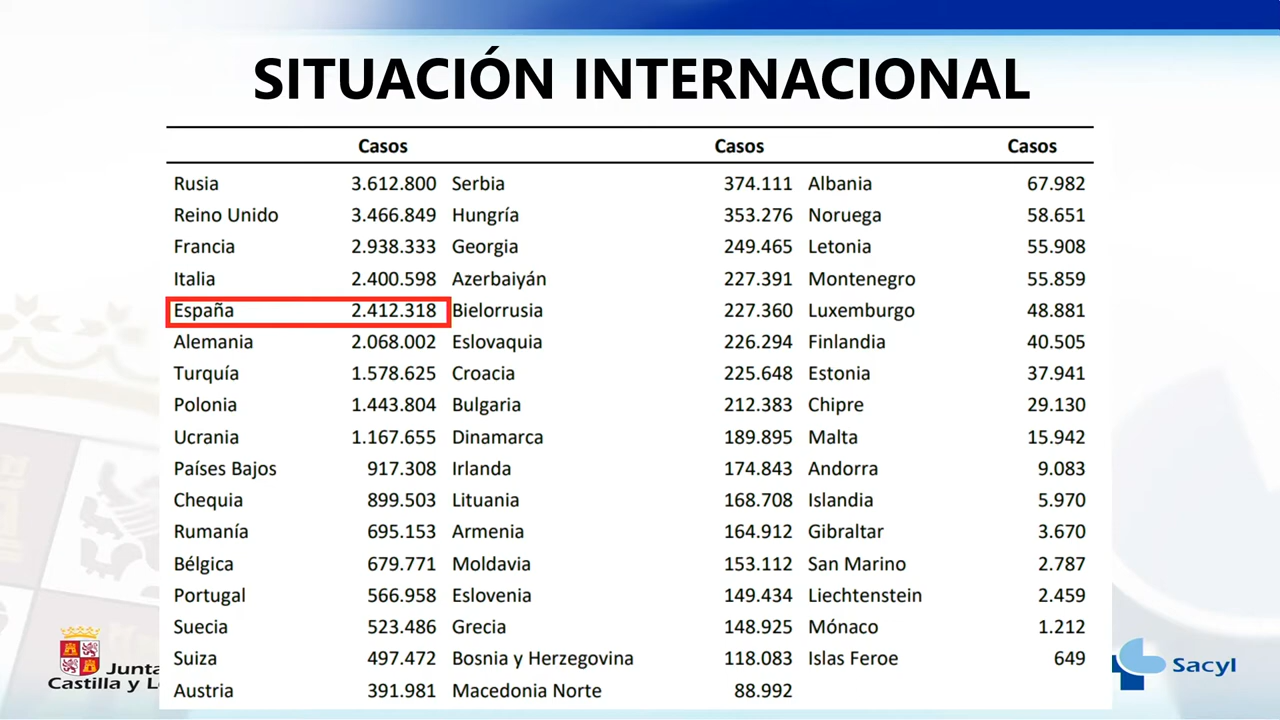 SITUACIÓN INTERNACIONAL
Casos Casos Casos
Rusia 3.612.800 Serbia 374.111 Albania 67.982
Reino Unido 3.466.849 Hungría 353.276 Noruega 58.651
Francia 2.938.333 Georgia 249.465 Letonia 55.908
Italia 2.400.598 Azerbaiyán 227.391 Montenegro 55.859
España 2.412.318 Bielorrusia 227.360 Luxemburgo 48.881
Alemania 2.068.002 Eslovaquia 226.294 Finlandia 40.505
Turquía 1.578.625 Croacia 225.648 Estonia 37.941
Polonia 1.443.804 Bulgaria 212.383 Chipre 29.130
Ucrania 1.167.655 Dinamarca 189.895 Malta 15.942
Países Bajos 917.308 Irlanda 174.843 Andorra 9.083
Chequia 899.503 Lituania 168.708 Islandia 5.970
Rumanía 695.153 Armenia 164.912 Gibraltar 3.670
Bélgica 679.771 Moldavia 153.112 San Marino 2.787
Portugal 566.958 Eslovenia 149.434 Liechtenstein 2.459
Suecia 523.486 Grecia 148.925 Mónaco 1.212
Suiza 497.472 Bosnia y Herzegovina 118.083 Islas Feroe 649
Austria 391.981 Macedonia Norte 88.992
Junta
Castilla y L
Sacyl